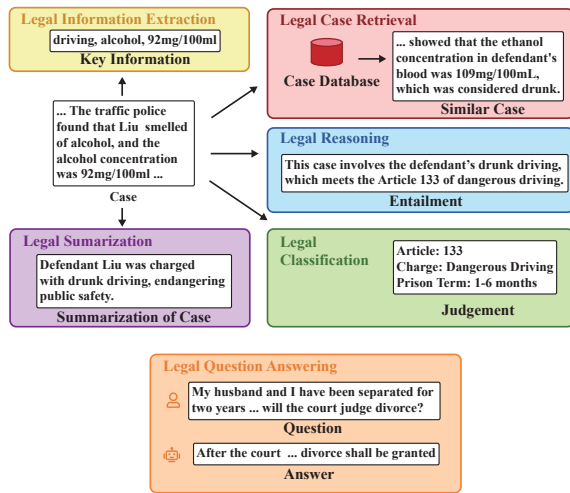 Legal Information Extraction
driving, alcohol, 92mg/100ml
Key Information
... The traffic police
found that Liu smelled
of alcohol, and the
alcohol concentration
was 92mg/100ml ...
Case
Legal Case Retrieval
Case Database
... showed that the ethanol
concentration in defendant's
blood was 109mg/100mL,
which was considered drunk.
Similar Case
Legal Reasoning
This case involves the defendant's drunk driving,
which meets the Article 133 of dangerous driving.
Entailment
Legal Sumarization
Defendant Liu was charged
with drunk driving, endangering
public safety.
Summarization of Case
Legal
Classification
Article: 133
Charge: Dangerous Driving
Prison Term: 1-6 months
Judgement
Legal Question Answering
My husband and I have been separated for
two years ... will the court judge divorce?
Question
After the court ... divorce shall be granted
Answer